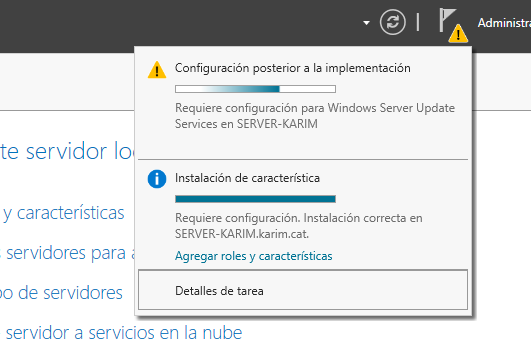 Administra
Configuración posterior a la implementación
Requiere configuración para Windows Server Update
Services en SERVER-KARIM
te servidor loc
Instalación de característica
y características
Requiere configuración. Instalación correcta en
SERVER-KARIM.karim.cat.
s servidores para a
Agregar roles y características
po de servidores
Detalles de tarea
servidor a servicios en la nube